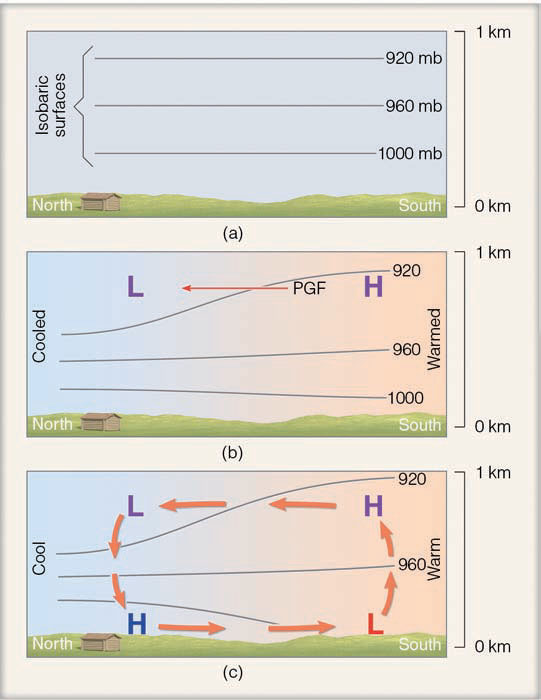 1 km
920 mb
Isobaric
surfaces
960 mb
1000 mb
North
South
0 km
(a)
1 km
920
L
PGF
H
Cooled
Warmed
960
1000
North
South
0 km
(b)
1 km
920
L
H
Cool
960
Warm
H
L
North
South
0 km
(c)